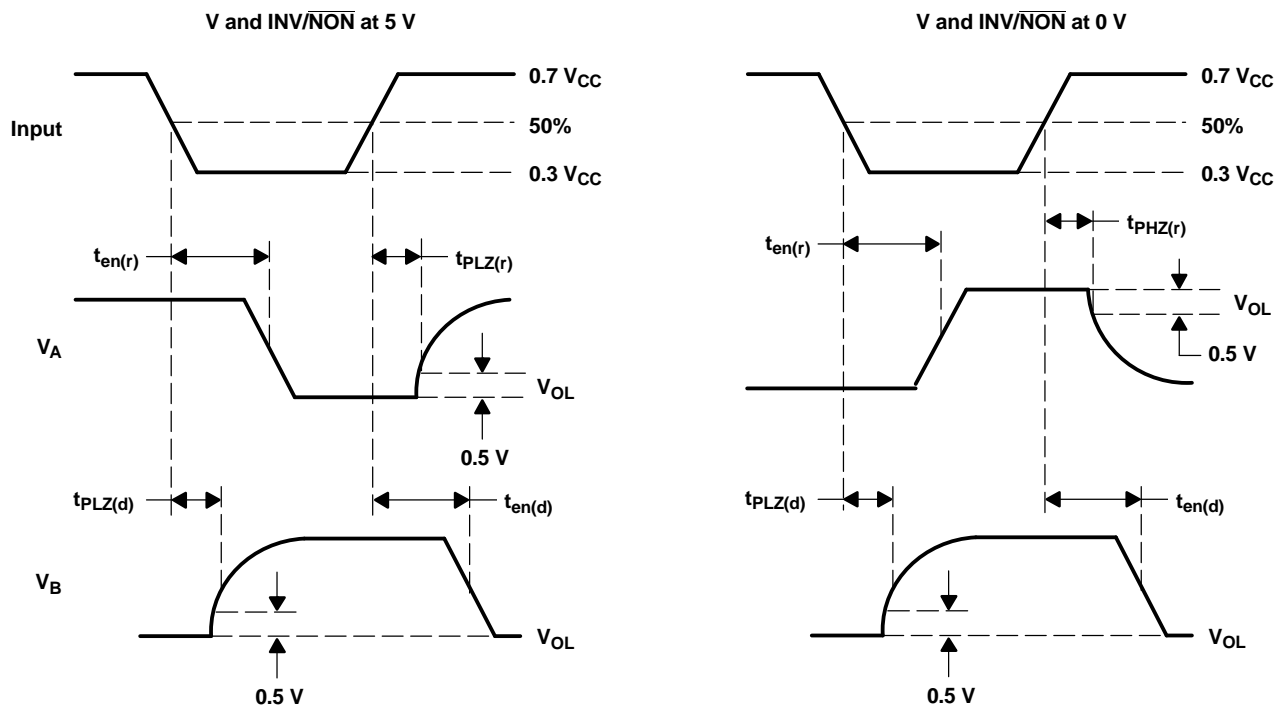 V and INV/NON at 5 V
Input
0.7 VCC
50%
0.3 VCC
ten(r)
tPLZ(r)
VA
VOL
0.5 V
tPLZ(d)
ten(d)
VB
VOL
0.5 V
V and INV/NON at 0 V
0.7 VCC
50%
0.3 VCC
ten(r)
tPHZ(r)
VOL
0.5 V
tPLZ(d)
ten(d)
VOL
0.5 V